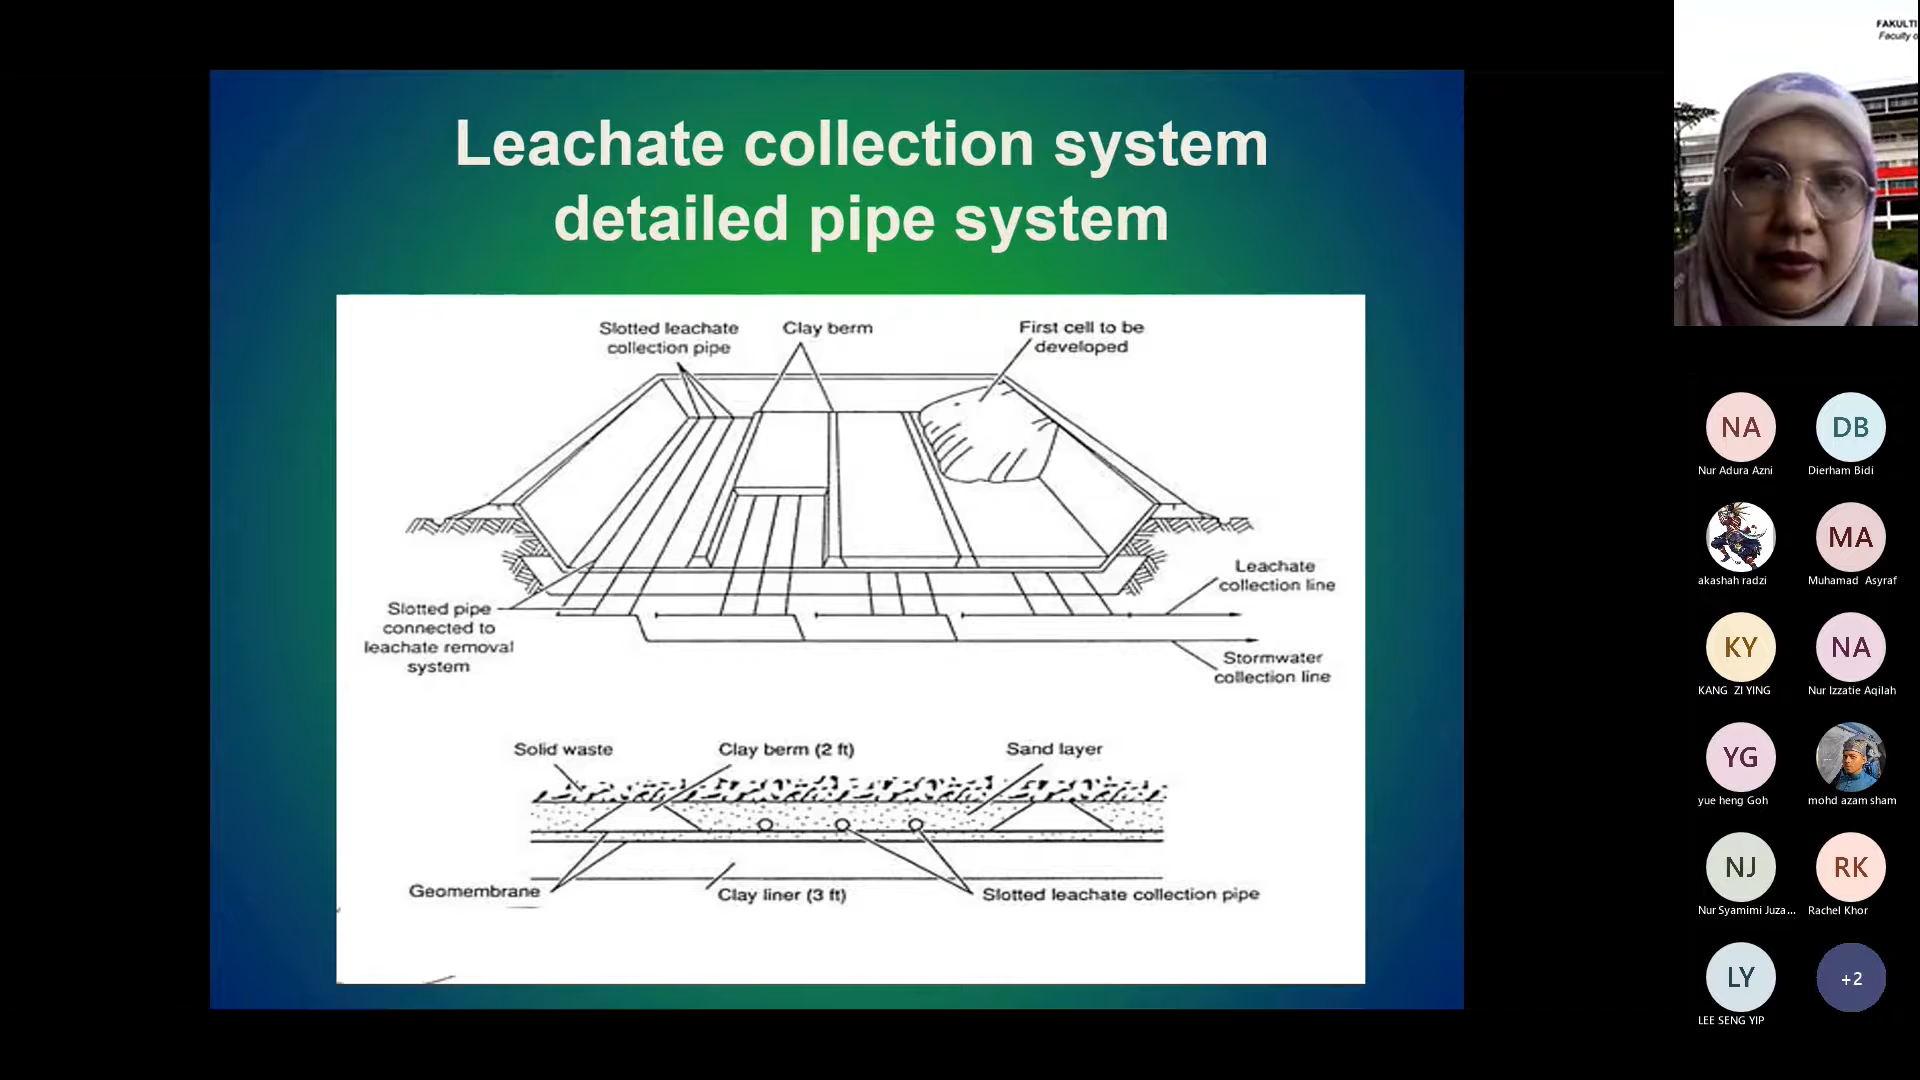 Leachate collection system
detailed pipe system
Slotted leachate
collection pipe
Clay berm
First cell to be
developed
Leachate
collection line
Slotted pipe
connected to
leachate removal
system
Stormwater
collection line
Solid waste
Clay berm (2 ft)
Sand layer
Geomembrane
Clay liner (3 ft)
Slotted leachate collection pipe
FAKULTI
Faculty o
NA
Nur Adura Azni
DB
Dierham Bidi
akashah radzi
MA
Muhamad Asyraf
KY
KANG ZI YING
NA
Nur Izzatie Aqilah
YG
yue heng Goh
mohd azam sham
NJ
Nur Syamimi Juza...
RK
Rachel Khor
LY
LEE SENG YIP
+2